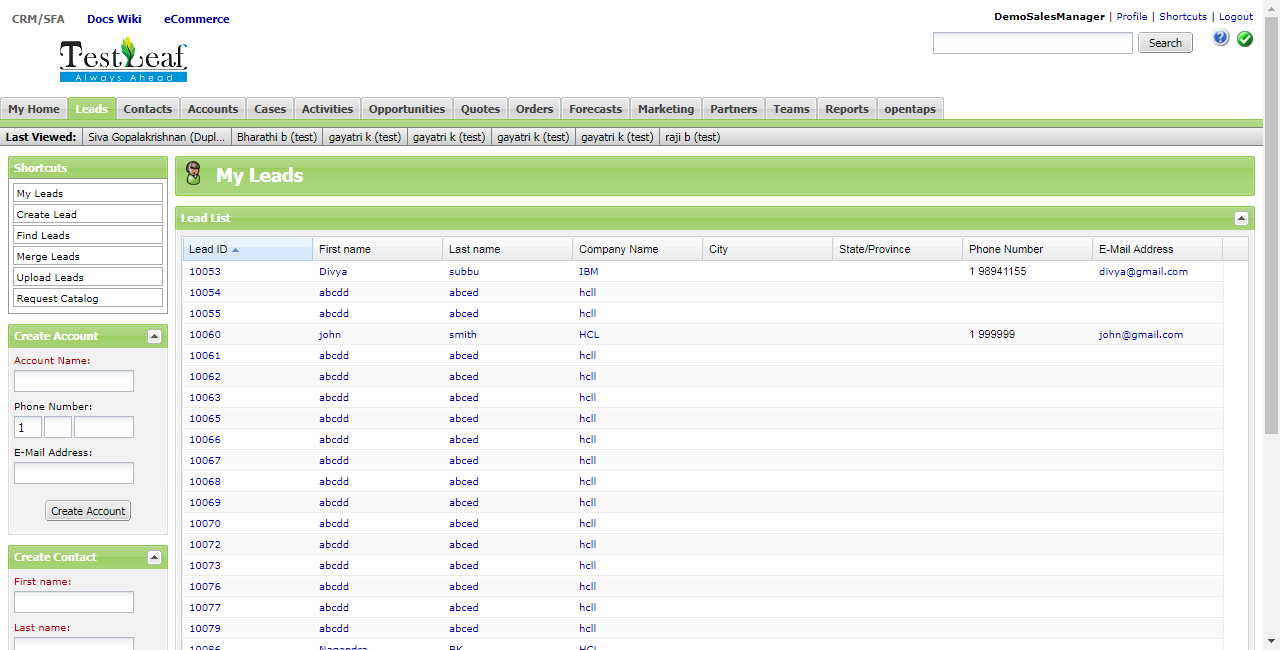 CRM/SFA Docs Wiki eCommerce
DemoSalesManager | Profile | Shortcuts | Logout
TestLeaf
Always Ahead
Search
My Home Leads Contacts Accounts Cases Activities Opportunities Quotes Orders Forecasts Marketing Partners Teams Reports opentaps
Last Viewed: Siva Gopalakrishnan (Dupl... Bharathi b (test) gayatri k (test) gayatri k (test) gayatri k (test) gayatri k (test) raji b (test)
Shortcuts
My Leads
Create Lead
Find Leads
Merge Leads
Upload Leads
Request Catalog
Create Account
Account Name:
Phone Number:
1
E-Mail Address:
Create Account
Create Contact
First name:
Last name:
My Leads
Lead List
Lead ID First name Last name Company Name City State/Province Phone Number E-Mail Address
10053 Divya subbu IBM 1 98941155 divya@gmail.com
10054 abcdd abced hcll
10055 abcdd abced hcll
10060 john smith HCL 1 999999 john@gmail.com
10061 abcdd abced hcll
10062 abcdd abced hcll
10063 abcdd abced hcll
10065 abcdd abced hcll
10066 abcdd abced hcll
10067 abcdd abced hcll
10068 abcdd abced hcll
10069 abcdd abced hcll
10070 abcdd abced hcll
10072 abcdd abced hcll
10073 abcdd abced hcll
10076 abcdd abced hcll
10077 abcdd abced hcll
10079 abcdd abced hcll
10086 Nagendra BK HCL